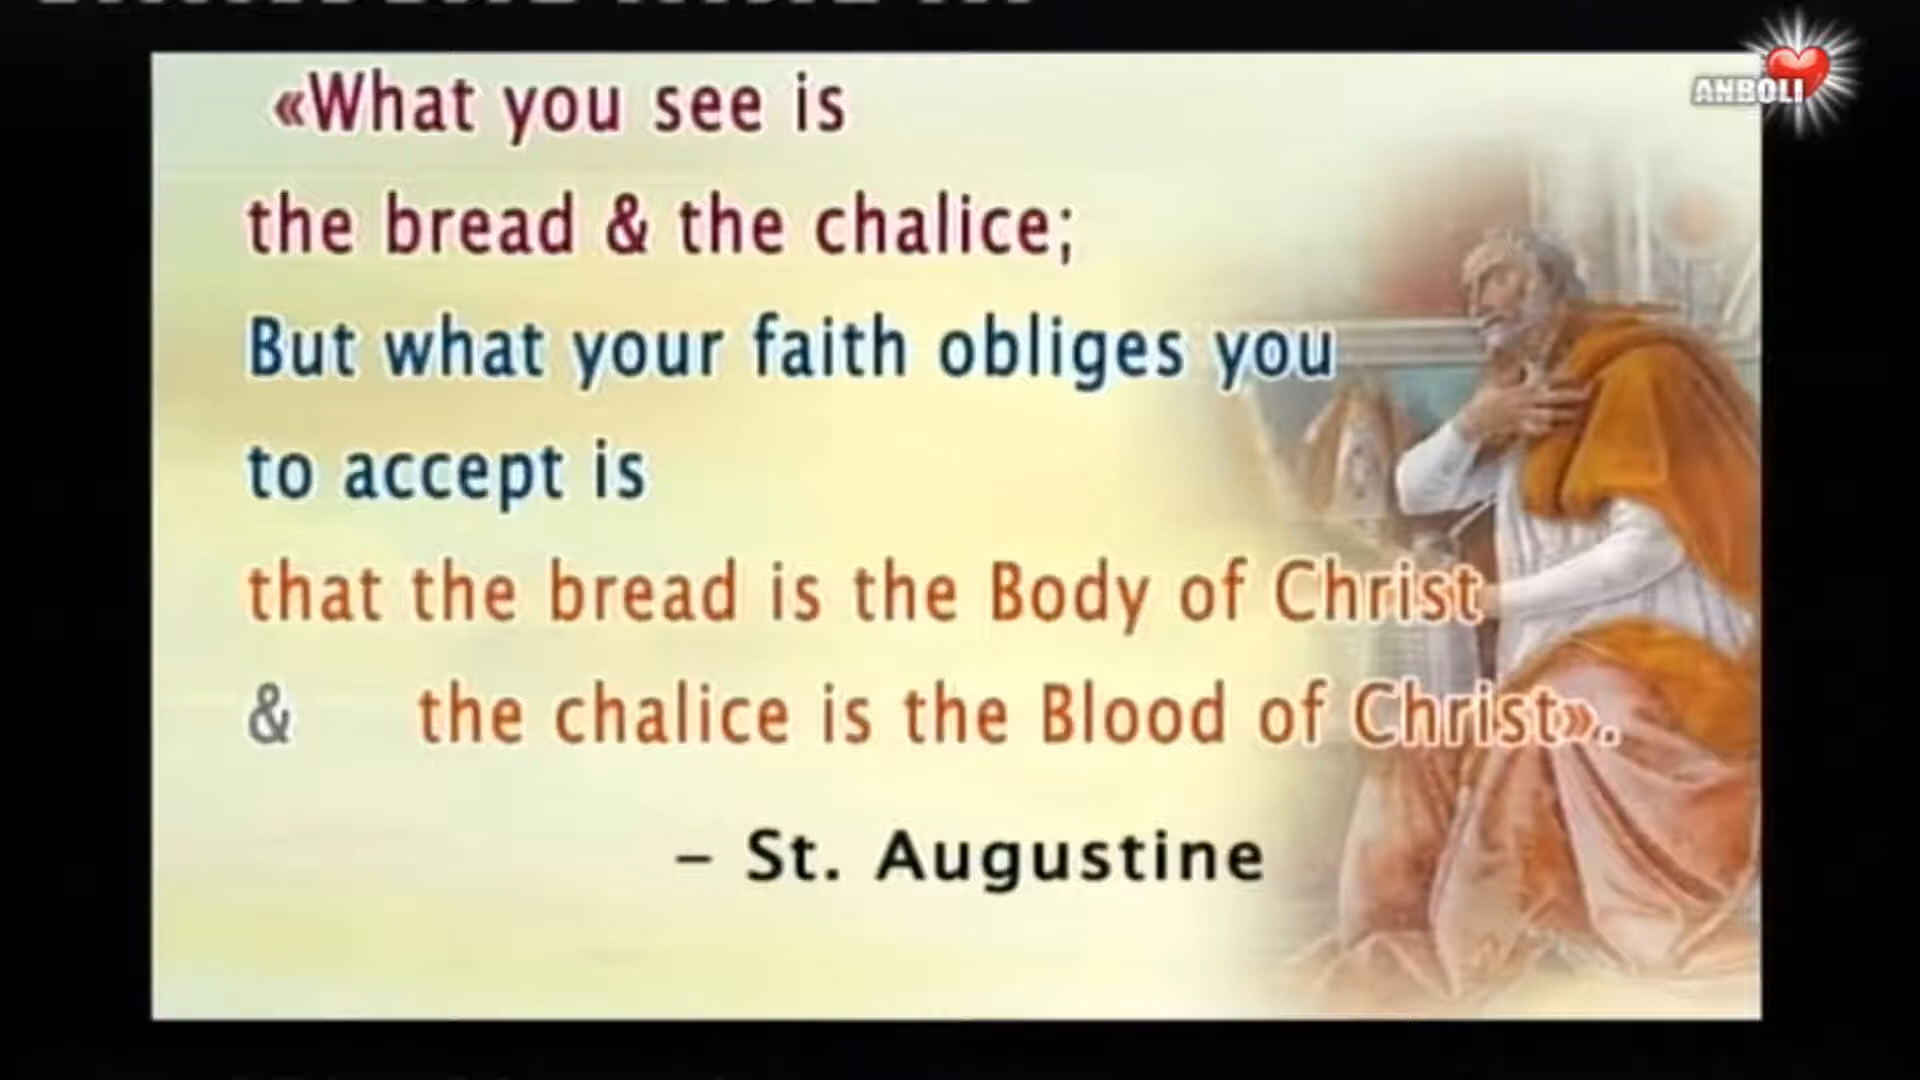 ANBOLI
«What you see is
the bread & the chalice;
But what your faith obliges you
to accept is
that the bread is the Body of Christ
& the chalice is the Blood of Christ».
– St. Augustine